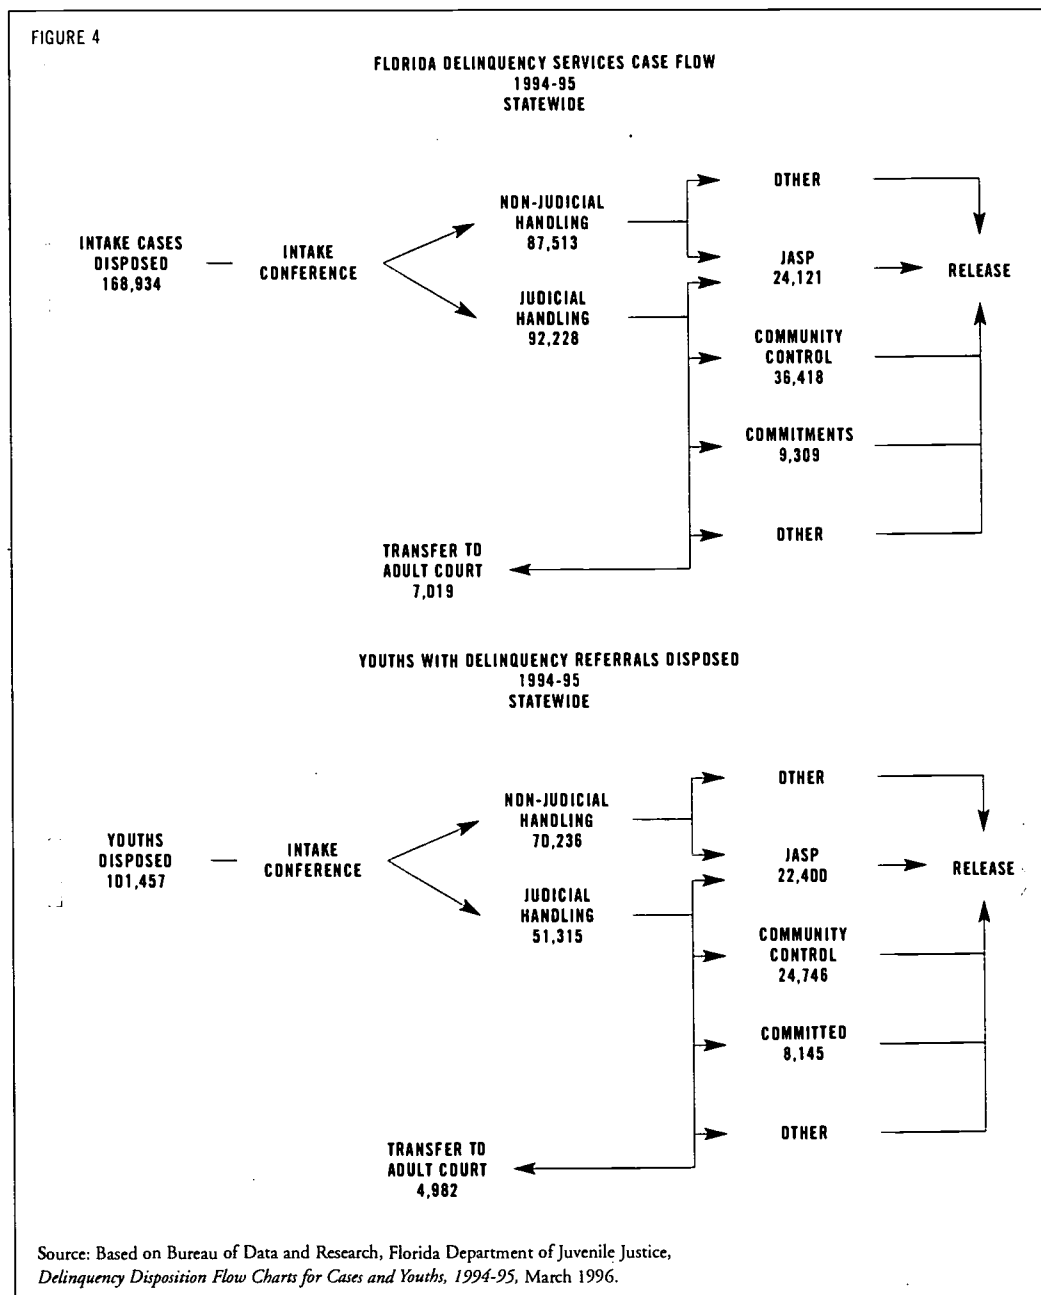 FIGURE 4
FLORIDA DELINQUENCY SERVICES CASE FLOW
1994-95
STATEWIDE
INTAKE CASES
DISPOSED
168,934
INTAKE
CONFERENCE
NON-JUDICIAL
HANDLING
87,513
JUDICIAL
HANDLING
92,228
OTHER
JASP
24,121
COMMUNITY
CONTROL
36,418
COMMITMENTS
9,309
OTHER
RELEASE
TRANSFER TO
ADULT COURT
7,019
YOUTHS WITH DELINQUENCY REFERRALS DISPOSED
1994-95
STATEWIDE
YOUTHS
DISPOSED
101,457
INTAKE
CONFERENCE
NON-JUDICIAL
HANDLING
70,236
JUDICIAL
HANDLING
51,315
OTHER
JASP
22,400
COMMUNITY
CONTROL
24,746
COMMITTED
8,145
OTHER
RELEASE
TRANSFER TO
ADULT COURT
4,982
Source: Based on Bureau of Data and Research, Florida Department of Juvenile Justice,
Delinquency Disposition Flow Charts for Cases and Youths, 1994-95, March 1996.